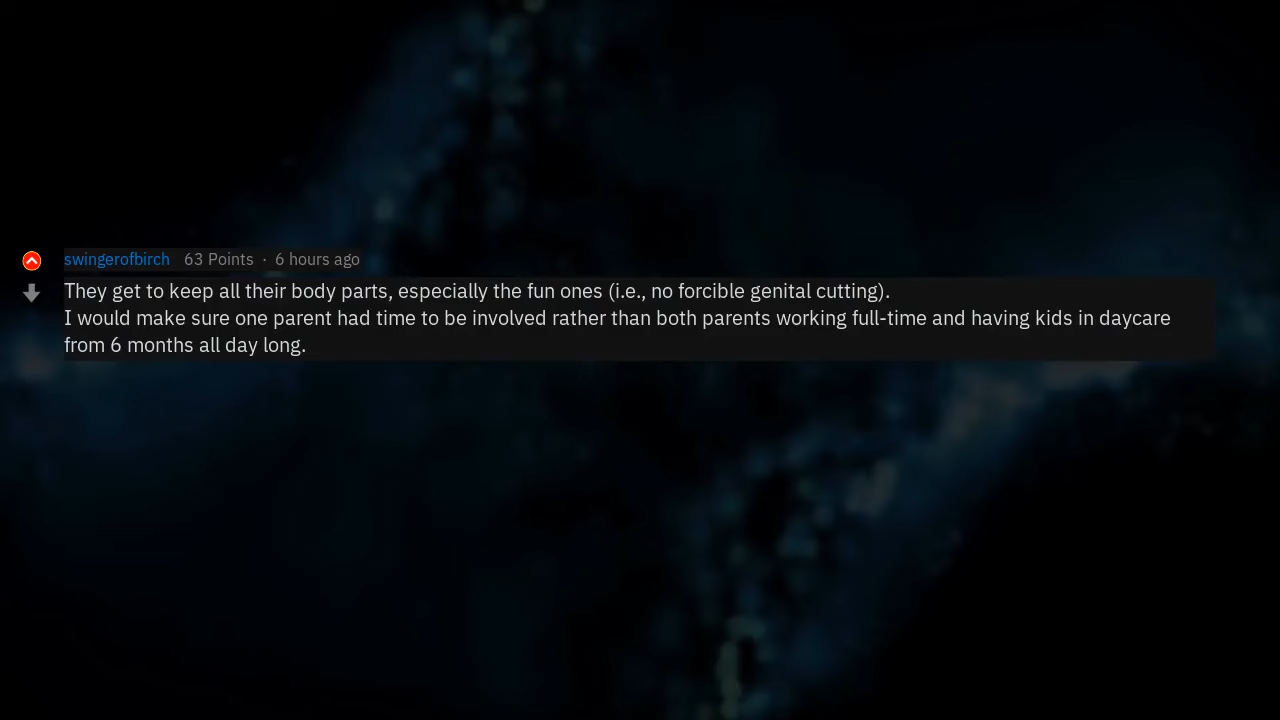 swingerofbirch 63 Points · 6 hours ago
They get to keep all their body parts, especially the fun ones (i.e., no forcible genital cutting).
I would make sure one parent had time to be involved rather than both parents working full-time and having kids in daycare
from 6 months all day long.